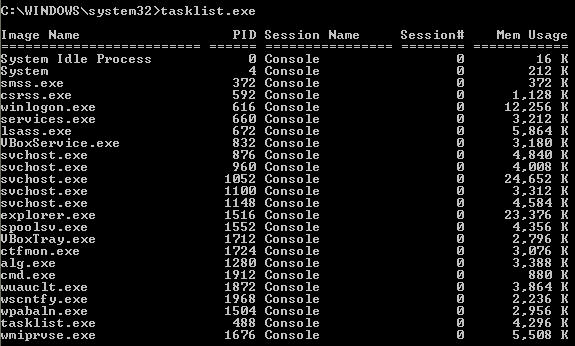 C:\WINDOWS\system32>tasklist.exe
Image Name                   PID Session Name     Session#    Mem Usage
========================= ====== ================ ======== ============
System Idle Process            0 Console                 0         16 K
System                         4 Console                 0        212 K
smss.exe                     372 Console                 0        372 K
csrss.exe                    592 Console                 0      1,128 K
winlogon.exe                 616 Console                 0     12,256 K
services.exe                 660 Console                 0      3,212 K
lsass.exe                    672 Console                 0      5,864 K
VBoxService.exe              832 Console                 0      3,180 K
svchost.exe                  876 Console                 0      4,840 K
svchost.exe                  960 Console                 0      4,008 K
svchost.exe                 1052 Console                 0     24,652 K
svchost.exe                 1100 Console                 0      3,312 K
svchost.exe                 1148 Console                 0      4,584 K
explorer.exe                1516 Console                 0     23,376 K
spoolsv.exe                 1552 Console                 0      4,356 K
VBoxTray.exe                1712 Console                 0      2,796 K
ctfmon.exe                  1724 Console                 0      3,076 K
alg.exe                     1280 Console                 0      3,388 K
cmd.exe                     1912 Console                 0        880 K
wuauclt.exe                 1872 Console                 0      3,864 K
wscntfy.exe                 1968 Console                 0      2,236 K
wpabaln.exe                 1504 Console                 0      2,956 K
tasklist.exe                 488 Console                 0      4,296 K
wmiprvse.exe                1676 Console                 0      5,508 K